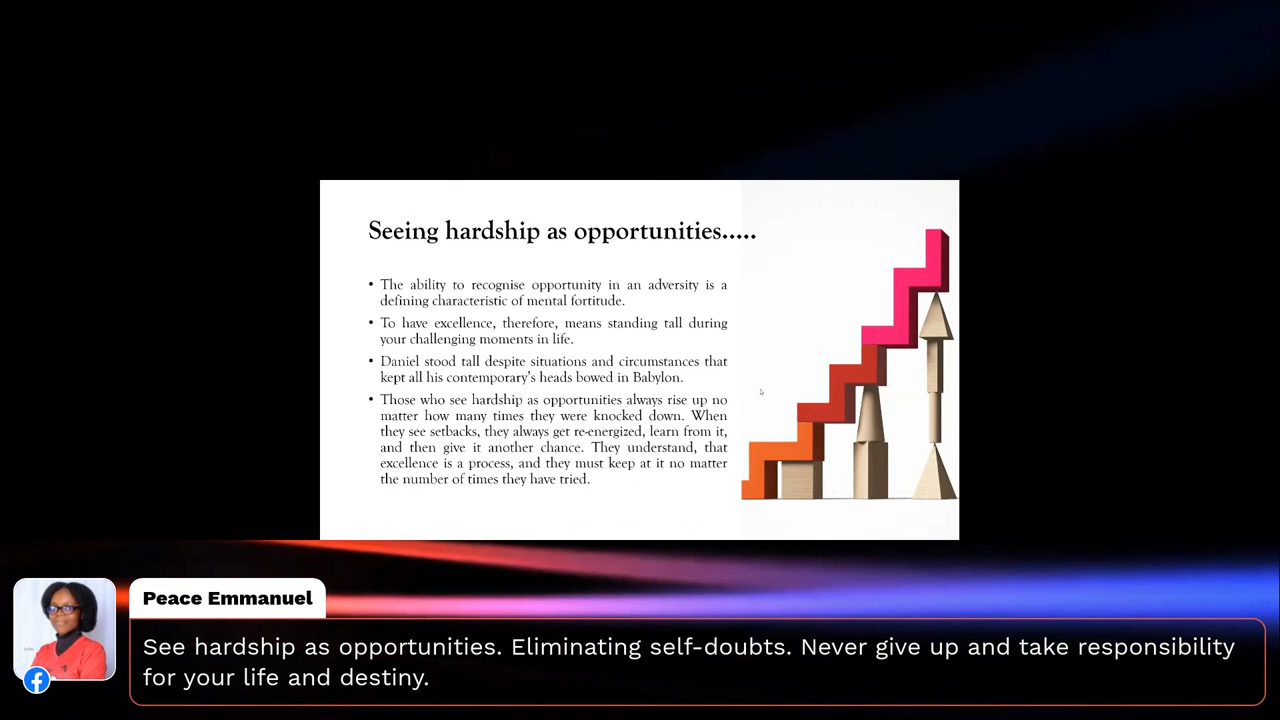 Seeing hardship as opportunities.....
• The ability to recognise opportunity in an adversity is a
defining characteristic of mental fortitude.
• To have excellence, therefore, means standing tall during
your challenging moments in life.
• Daniel stood tall despite situations and circumstances that
kept all his contemporary's heads bowed in Babylon.
• Those who see hardship as opportunities always rise up no
matter how many times they were knocked down. When
they see setbacks, they always get re-energized, learn from it,
and then give it another chance. They understand, that
excellence is a process, and they must keep at it no matter
the number of times they have tried.
Peace Emmanuel
See hardship as opportunities. Eliminating self-doubts. Never give up and take responsibility
for your life and destiny.